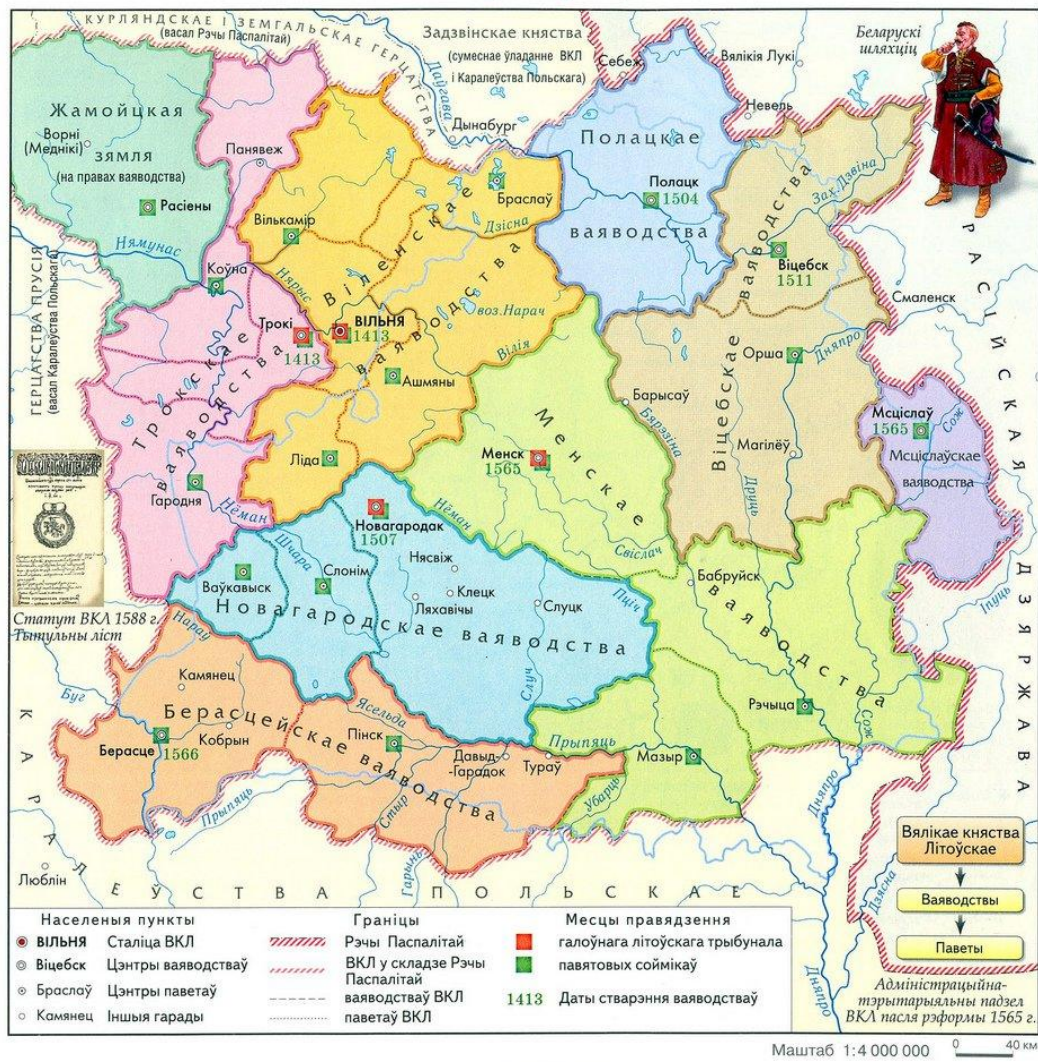 КУРЛЯНДСКАЕ І ЗЕМГАЛЬСКАЕ ГЕРЦАГСТВА
(васал Рэчы Паспалітай)
Задзвінскае княства
(сумеснае ўладанне ВКЛ
і Каралеўства Польскага)
Себеж
Вялікія Лукі
Беларускі
шляхціц
Невель
Даўгава
Дынабург
Жамойцкая
Ворні
(Меднікі)
зямля
(на правах ваяводства)
Расіены
Панявеж
Полацкае
Полацк
1504
ваяводства
Браслаў
Дзісна
Зах. Дзвіна
Вількамір
Нямунас
Коўна
Нярыс
Віленскае
ваяводства
воз. Нарач
Віцебск
1511
Смаленск
ГЕРЦАГСТВА ПРУСІЯ
(васал Каралеўства Польскага)
Трокі
1413
ВІЛЬНЯ
1413
Вілія
Ашмяны
Орша
Дняпро
Трокскае
ваяводства
Барысаў
Бярэзіна
Віцебскае
ваяводства
Мсціслаў
1565
Сож
Мсціслаўскае
ваяводства
РАСІЙСКАЯ
ДЗЯРЖАВА
Ліда
Менск
1565
Менскае
ваяводства
Магілёў
Друць
Гародня
Нёман
Новагародак
1507
Нёман
Свіслач
Шчара
Нясвіж
Слонім
Ваўкавыск
Клецк
Ляхавічы
Слуцк
Пціч
Бабруйск
Іпуць
Новагародскае ваяводства
Статут ВКЛ 1588 г.
Тытульны ліст
Нараў
Камянец
Буг
Берасцейскае
ваяводства
Случ
Ясельда
Берасце
1566
Кобрын
Пінск
Давыд-
-Гарадок
Тураў
Прыпяць
Мазыр
Рэчыца
Сож
Прыпяць
Стыр
Гарынь
Убарць
Дняпро
Люблін
КАРАЛЕЎСТВА ПОЛЬСКАЕ
Дзясна
Дняпро
Вялікае княства
Літоўскае
Ваяводствы
Паветы
Адміністрацыйна-
тэрытарыяльны падзел
ВКЛ пасля рэформы 1565 г.
Населеныя пункты
ВІЛЬНЯ Сталіца ВКЛ
Віцебск Цэнтры ваяводстваў
Браслаў Цэнтры паветаў
Камянец Іншыя гарады
Граніцы
Рэчы Паспалітай
ВКЛ у складзе Рэчы
Паспалітай
ваяводстваў ВКЛ
паветаў ВКЛ
Месцы правядзення
галоўнага літоўскага трыбунала
павятовых соймікаў
1413 Даты стварэння ваяводстваў
Маштаб 1:4 000 000
0 40 км